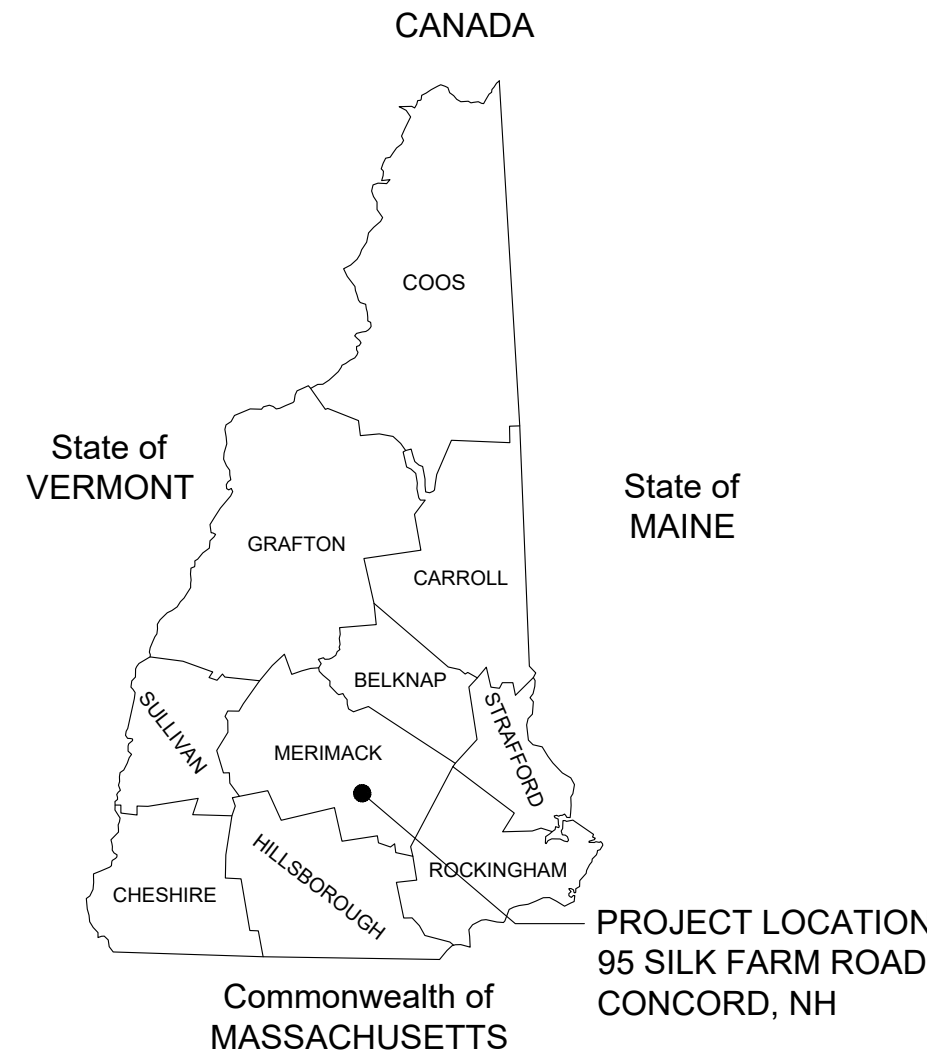 CANADA
COOS
State of
VERMONT
State of
MAINE
GRAFTON
CARROLL
BELKNAP
SULLIVAN
STRAFFORD
MERIMACK
HILLSBOROUGH
ROCKINGHAM
CHESHIRE
PROJECT LOCATION
95 SILK FARM ROAD
CONCORD, NH
Commonwealth of
MASSACHUSETTS